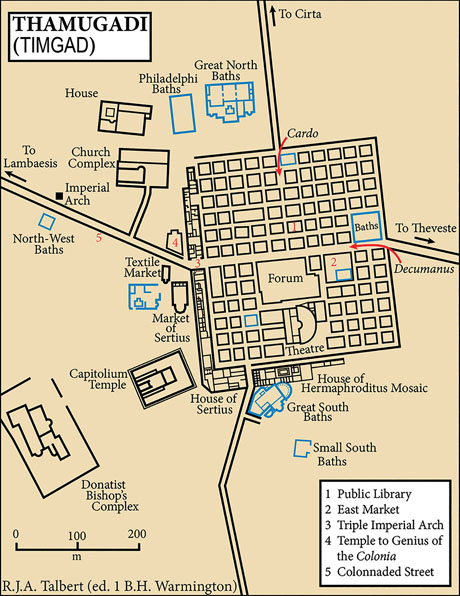 THAMUGADI
(TIMGAD)
To Cirta
Great North
Baths
Philadelphi
Baths
House
Cardo
To
Lambaesis
Church
Complex
Imperial
Arch
1
Baths
To Theveste
North-West
Baths
5
4
3
2
Decumanus
Textile
Market
Forum
Market
of
Sertius
Theatre
Capitolium
Temple
House of
Sertius
House of
Hermaphroditus Mosaic
Great South
Baths
Small South
Baths
Donatist
Bishop's
Complex
1 Public Library
2 East Market
3 Triple Imperial Arch
4 Temple to Genius of
the Colonia
5 Colonnaded Street
0 100 200
m
R.J.A. Talbert (ed. 1 B.H. Warmington)